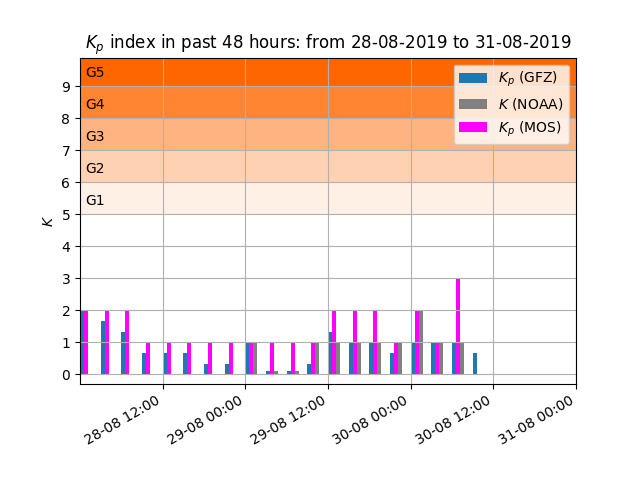 Kp index in past 48 hours: from 28-08-2019 to 31-08-2019
Kp (GFZ)
K (NOAA)
Kp (MOS)
G5
G4
G3
G2
G1
K
9
8
7
6
5
4
3
2
1
0
28-08 12:00
29-08 00:00
29-08 12:00
30-08 00:00
30-08 12:00
31-08 00:00